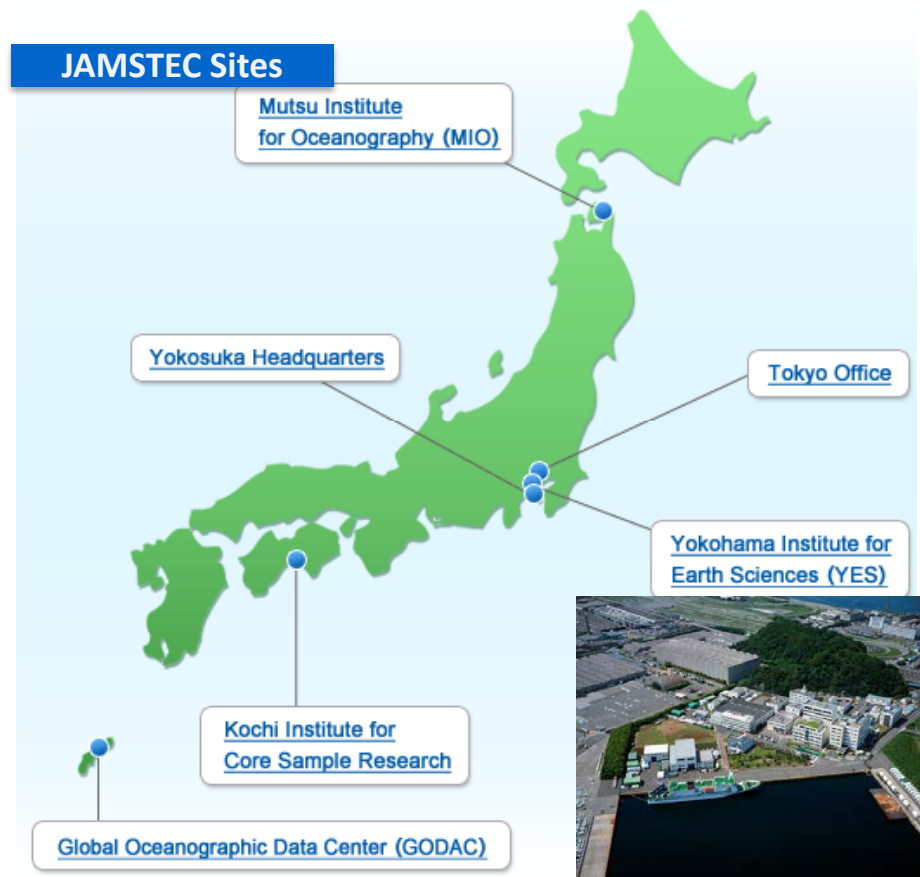 JAMSTEC Sites
Mutsu Institute
for Oceanography (MIO)
Yokosuka Headquarters
Tokyo Office
Yokohama Institute for
Earth Sciences (YES)
Kochi Institute for
Core Sample Research
Global Oceanographic Data Center (GODAC)